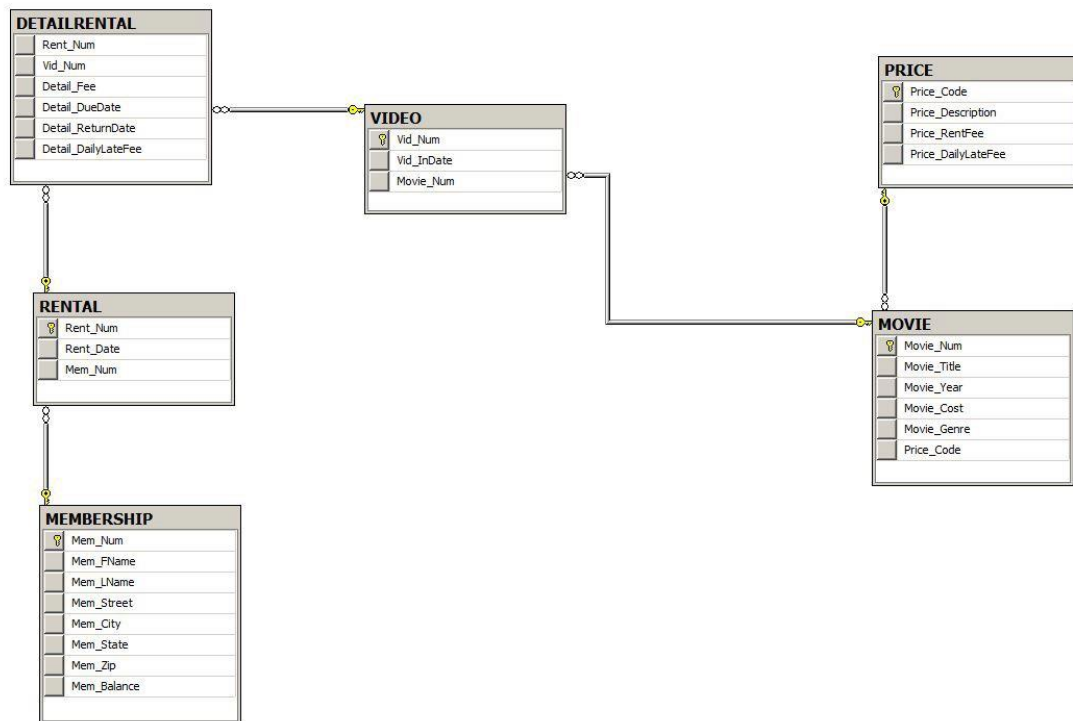 DETAILRENTAL
Rent_Num
Vid_Num
Detail_Fee
Detail_DueDate
Detail_ReturnDate
Detail_DailyLateFee
VIDEO
Vid_Num
Vid_InDate
Movie_Num
PRICE
Price_Code
Price_Description
Price_RentFee
Price_DailyLateFee
RENTAL
Rent_Num
Rent_Date
Mem_Num
MOVIE
Movie_Num
Movie_Title
Movie_Year
Movie_Cost
Movie_Genre
Price_Code
MEMBERSHIP
Mem_Num
Mem_FName
Mem_LName
Mem_Street
Mem_City
Mem_State
Mem_Zip
Mem_Balance